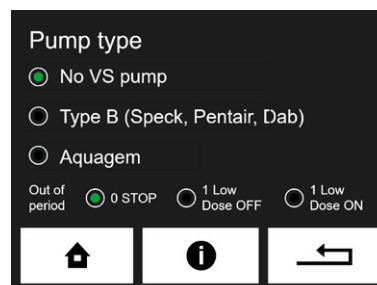 Pump type
No VS pump
Type B (Speck, Pentair, Dab)
Aquagem
Out of period 0 STOP 1 Low Dose OFF 1 Low Dose ON